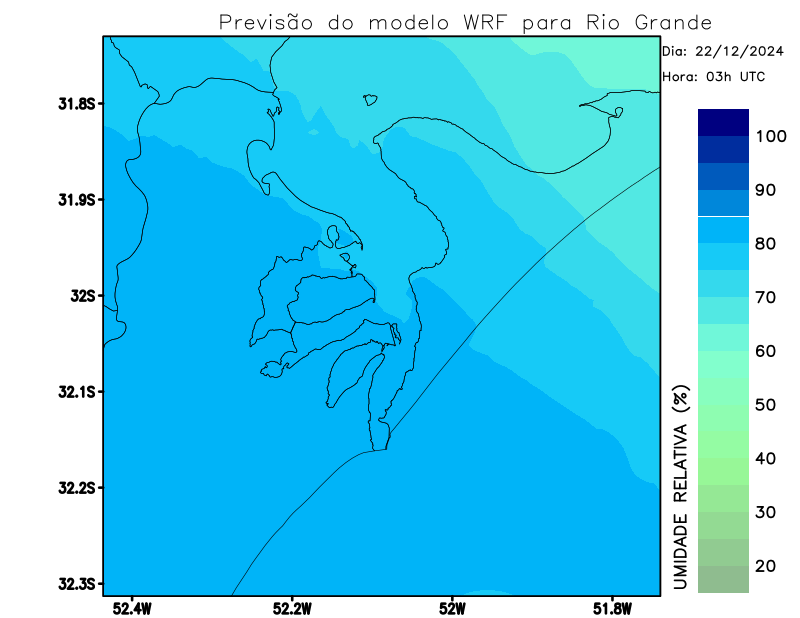 Previsão do modelo WRF para Rio Grande
Dia: 22/12/2024
Hora: 03h UTC
31.8S
31.9S
32S
32.1S
32.2S
32.3S
52.4W
52.2W
52W
51.8W
100
90
80
70
60
50
40
30
20
UMIDADE RELATIVA (%)